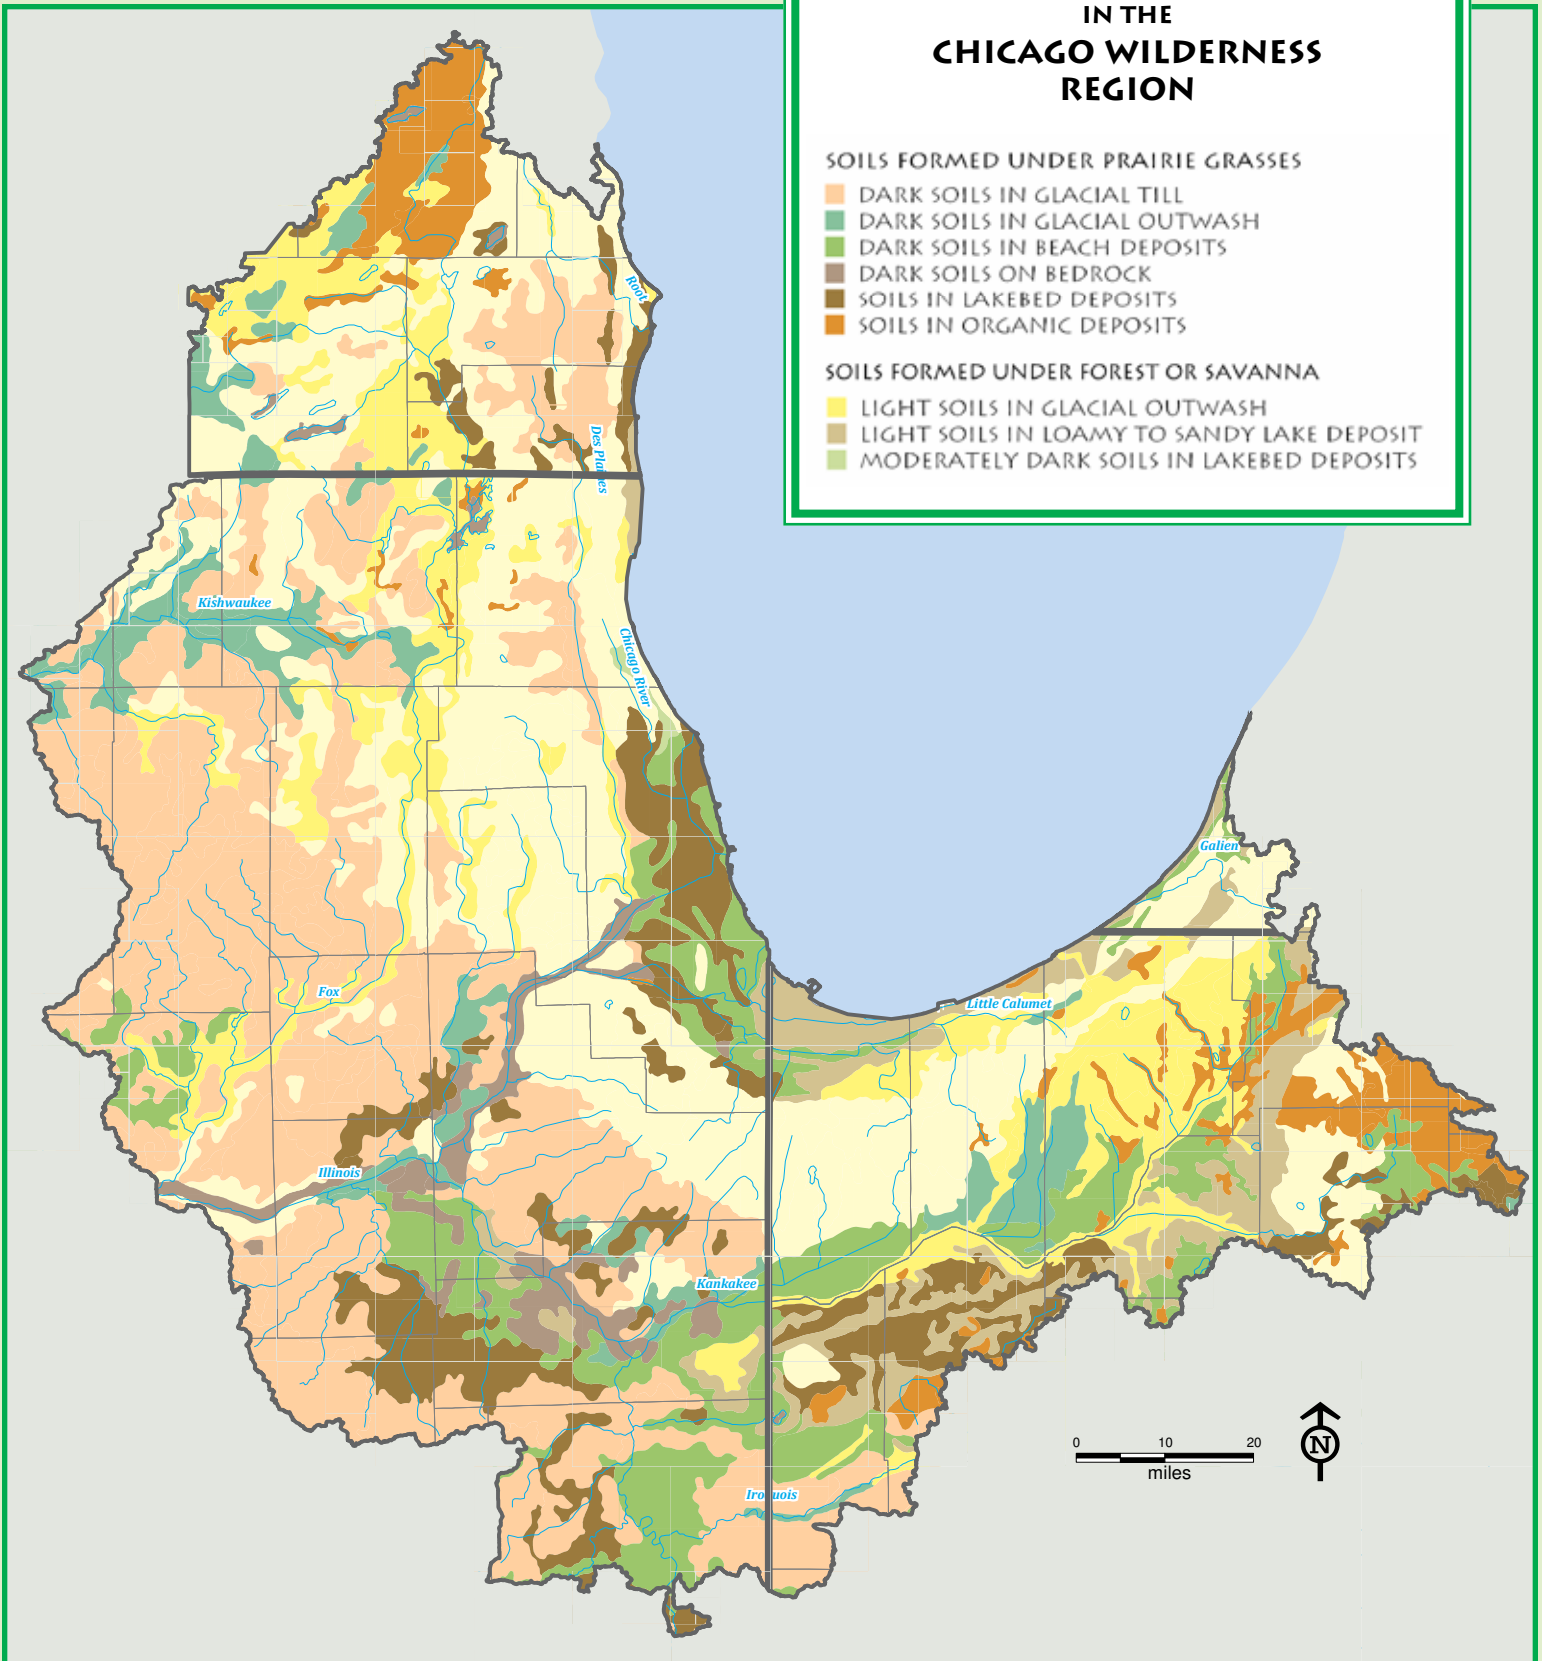 IN THE
CHICAGO WILDERNESS
REGION
SOILS FORMED UNDER PRAIRIE GRASSES
DARK SOILS IN GLACIAL TILL
DARK SOILS IN GLACIAL OUTWASH
DARK SOILS IN BEACH DEPOSITS
DARK SOILS ON BEDROCK
SOILS IN LAKEBED DEPOSITS
SOILS IN ORGANIC DEPOSITS
SOILS FORMED UNDER FOREST OR SAVANNA
LIGHT SOILS IN GLACIAL OUTWASH
LIGHT SOILS IN LOAMY TO SANDY LAKE DEPOSIT
MODERATELY DARK SOILS IN LAKEBED DEPOSITS
Root
Des Plaines
Kishwaukee
Chicago River
Galien
Fox
Little Calumet
Illinois
Kankakee
Iroquois
0 10 20
miles
N